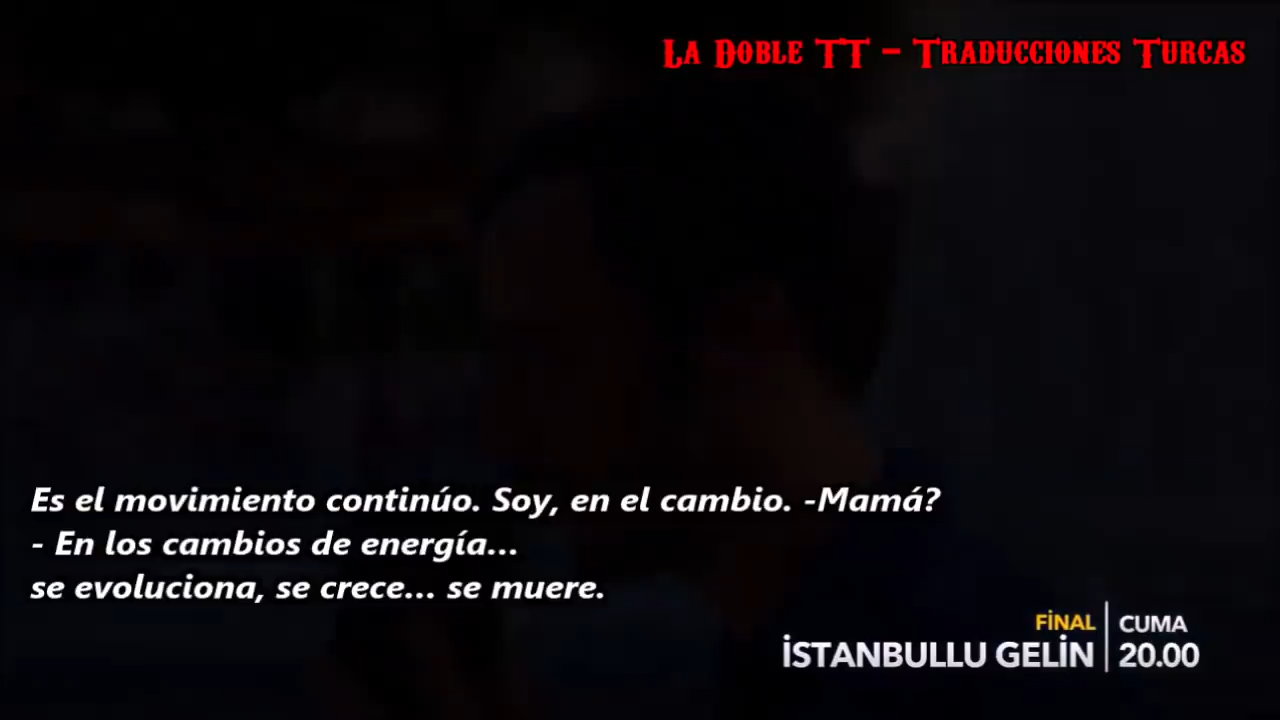 La Doble TT - Traducciones Turcas
Es el movimiento continúo. Soy, en el cambio. -Mamá?
- En los cambios de energía...
se evoluciona, se crece... se muere.
FİNAL
İSTANBULLU GELİN
CUMA
20.00